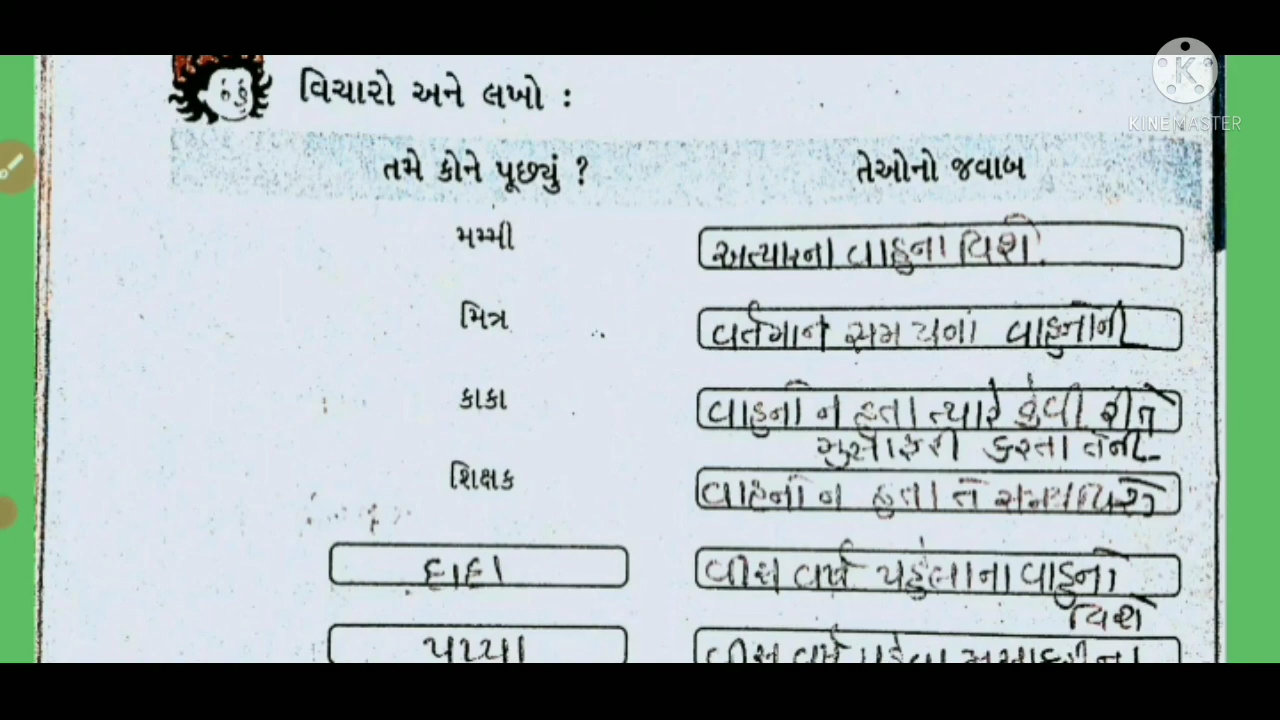 KINEMASTER
વિચારો અને લખો :
તમે કોને પૂછ્યું ? તેઓનો જવાબ
મમ્મી અત્યારના વાહનો વિશે.
મિત્ર વર્તમાન સમયનાં વાહનોની
કાકા વાહનો ન હતા ત્યારે કેવી રીતે
મુસાફરી કરતા તેની
શિક્ષક વાહનો ન હતા તે સમય વિશે
દાદા વીસ વર્ષ પહેલાના વાહનો
વિશે
પપ્પા વીસ વર્ષ